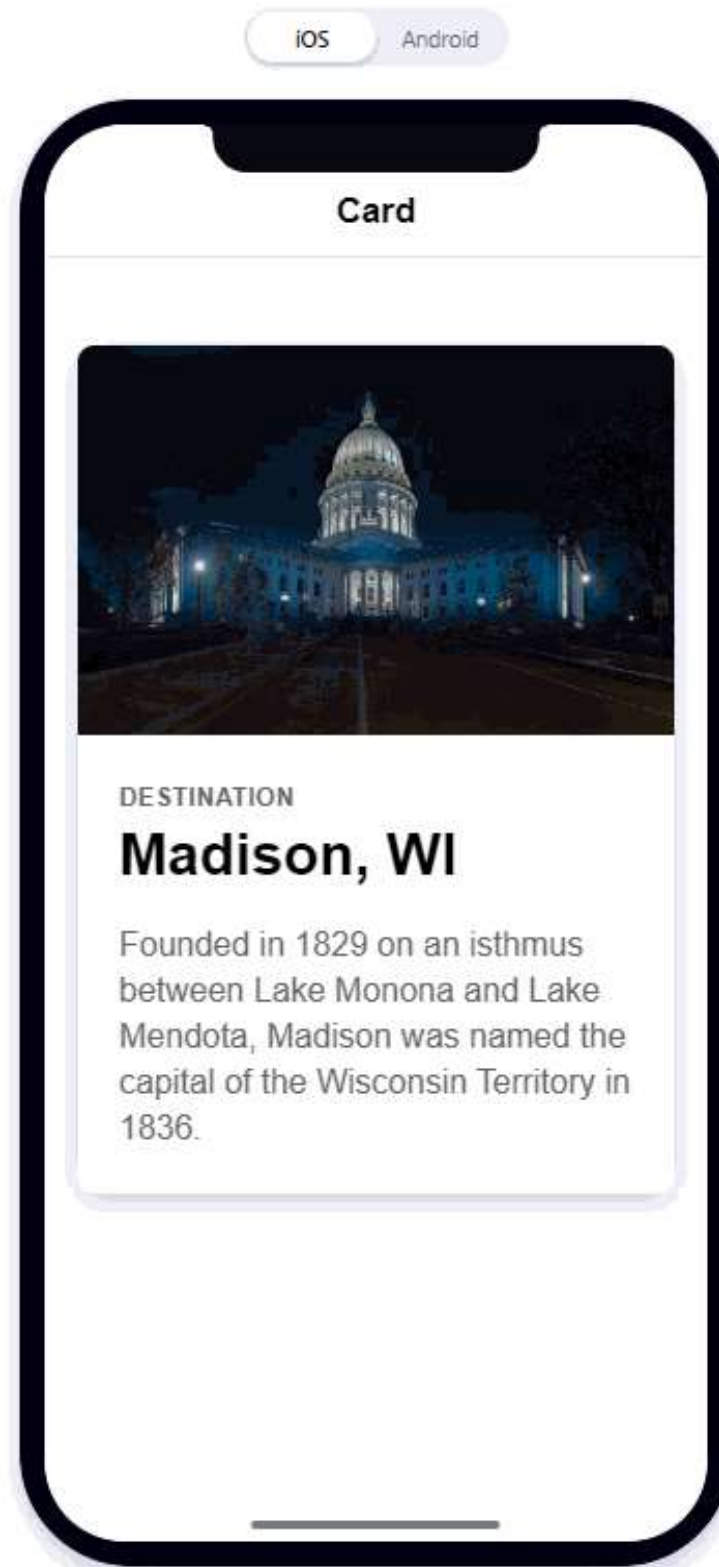 iOS Android
Card
DESTINATION
Madison, WI
Founded in 1829 on an isthmus
between Lake Monona and Lake
Mendota, Madison was named the
capital of the Wisconsin Territory in
1836.